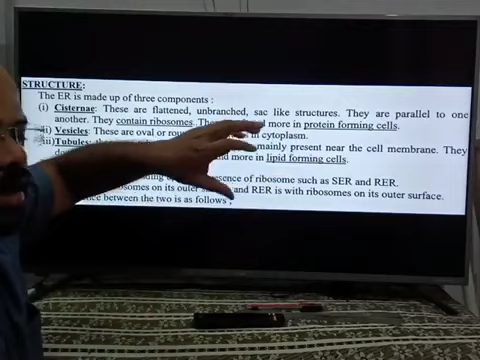 STRUCTURE:
The ER is made up of three components :
(i) Cisternae: These are flattened, unbranched, sac like structures. They are parallel to one
another. They contain ribosomes. more in protein forming cells.
ii) Vesicles: These are oval or in cytoplasm.
iii) Tubules: mainly present near the cell membrane. They
and more in lipid forming cells.
presence of ribosome such as SER and RER.
on its outer and RER is with ribosomes on its outer surface.
between the two is as follows ;